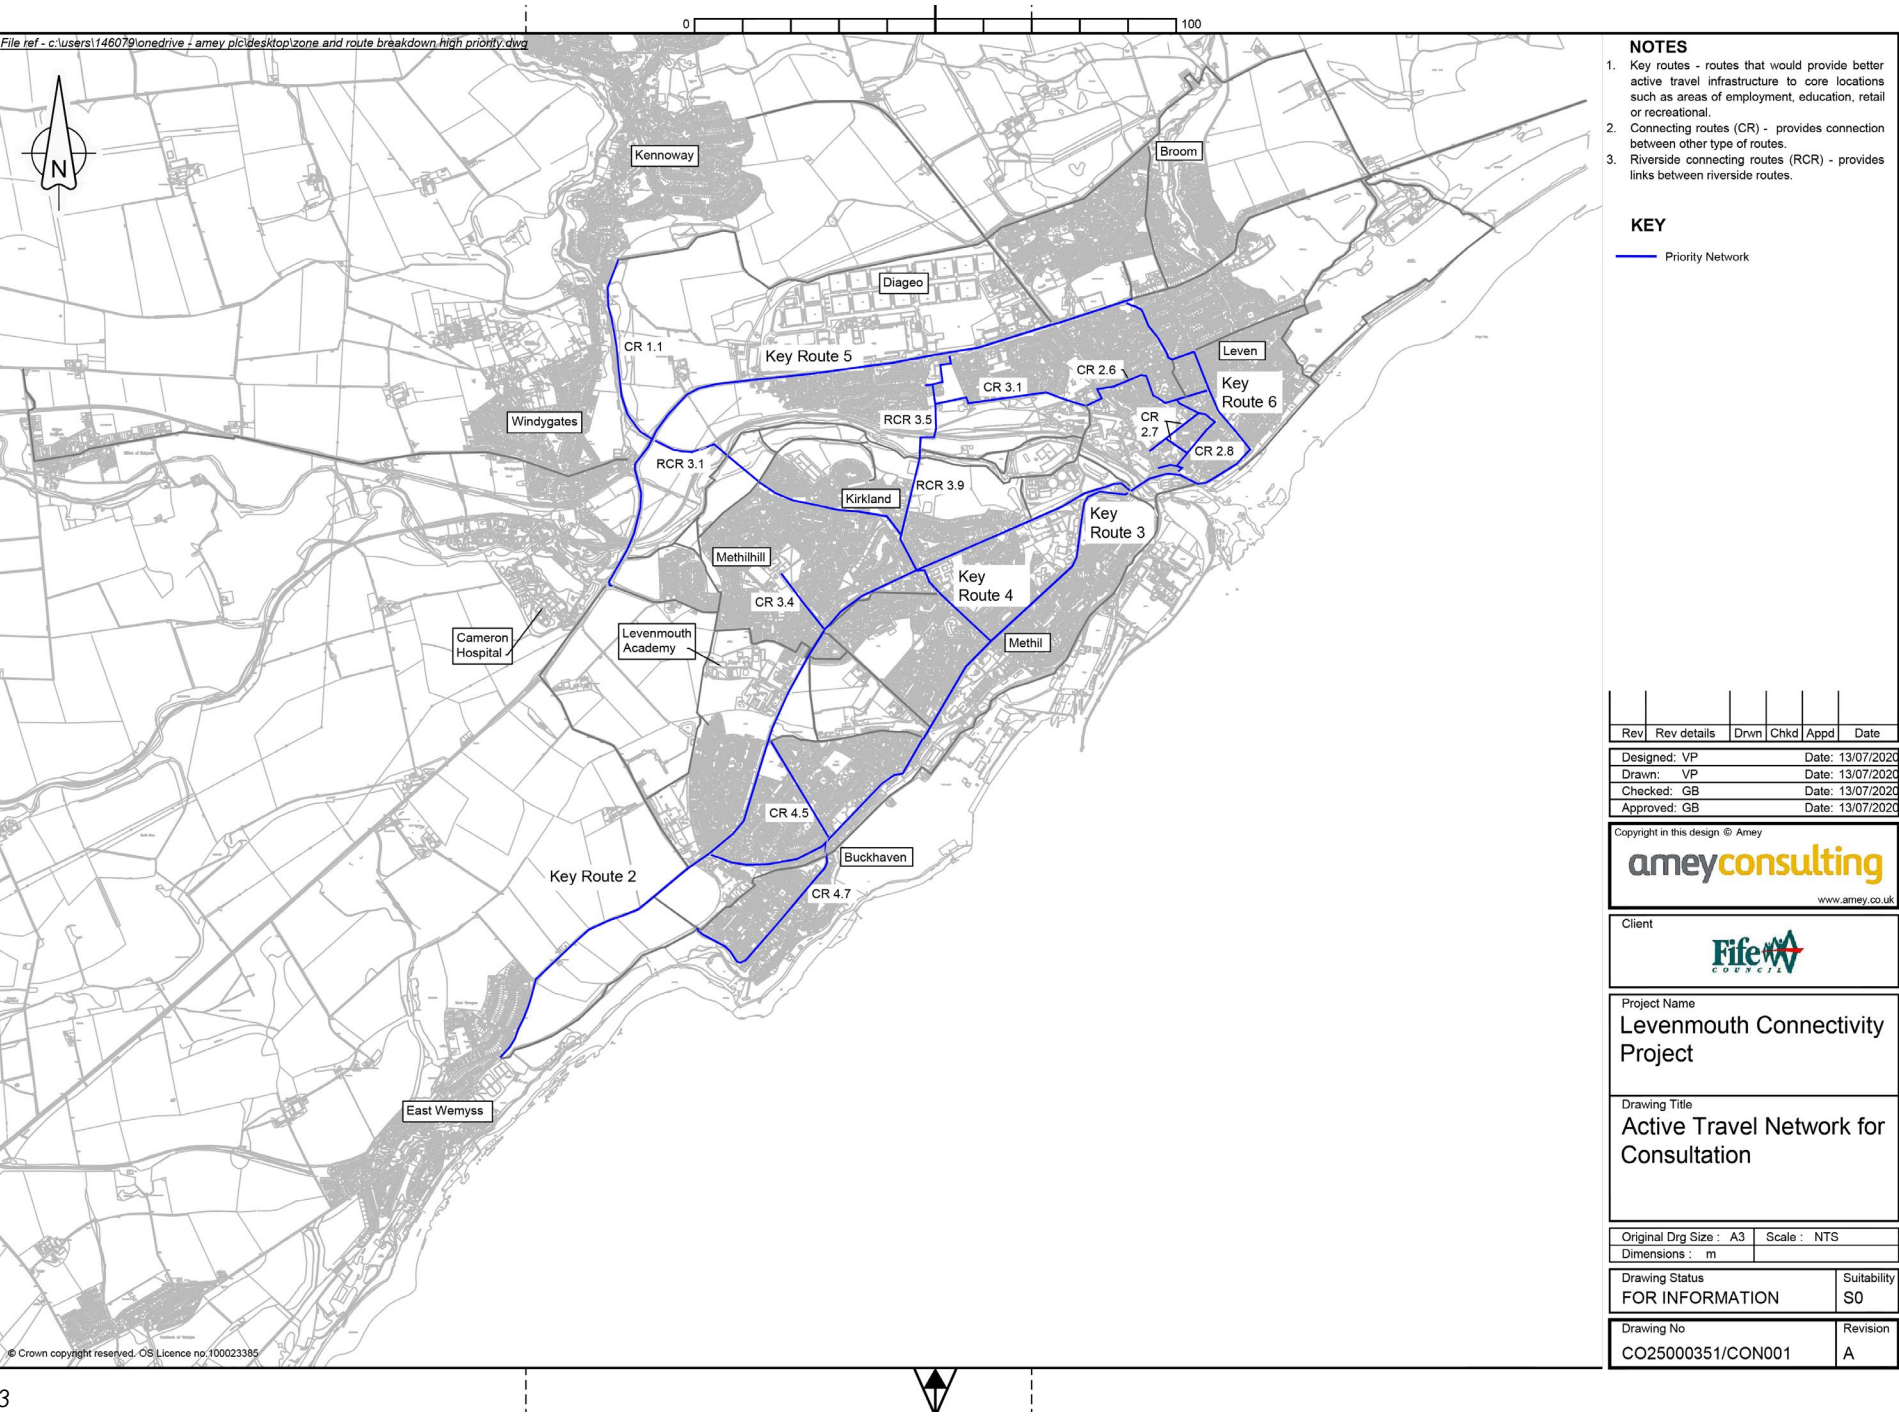 0
100
File ref - c:\users\146079\onedrive - amey plc\desktop\zone and route breakdown high priority.dwg
N
Kennoway
Broom
Diageo
CR 1.1
Key Route 5
Leven
CR 2.6
CR 3.1
Key
Route 6
Windygates
RCR 3.5
CR
2.7
CR 2.8
RCR 3.1
RCR 3.9
Kirkland
Key
Route 3
Methilhill
Key
Route 4
CR 3.4
Cameron
Hospital
Levenmouth
Academy
Methil
CR 4.5
Buckhaven
Key Route 2
CR 4.7
East Wemyss
© Crown copyright reserved. OS Licence no.100023385
3
NOTES
1. Key routes - routes that would provide better
active travel infrastructure to core locations
such as areas of employment, education, retail
or recreational.
2. Connecting routes (CR) - provides connection
between other type of routes.
3. Riverside connecting routes (RCR) - provides
links between riverside routes.
KEY
Priority Network
Rev Rev details Drwn Chkd Appd Date
Designed: VP Date: 13/07/2020
Drawn: VP Date: 13/07/2020
Checked: GB Date: 13/07/2020
Approved: GB Date: 13/07/2020
Copyright in this design © Amey
ameyconsulting
www.amey.co.uk
Client
Fife
COUNCIL
Project Name
Levenmouth Connectivity
Project
Drawing Title
Active Travel Network for
Consultation
Original Drg Size : A3 Scale : NTS
Dimensions : m
Drawing Status Suitability
FOR INFORMATION S0
Drawing No Revision
CO25000351/CON001 A